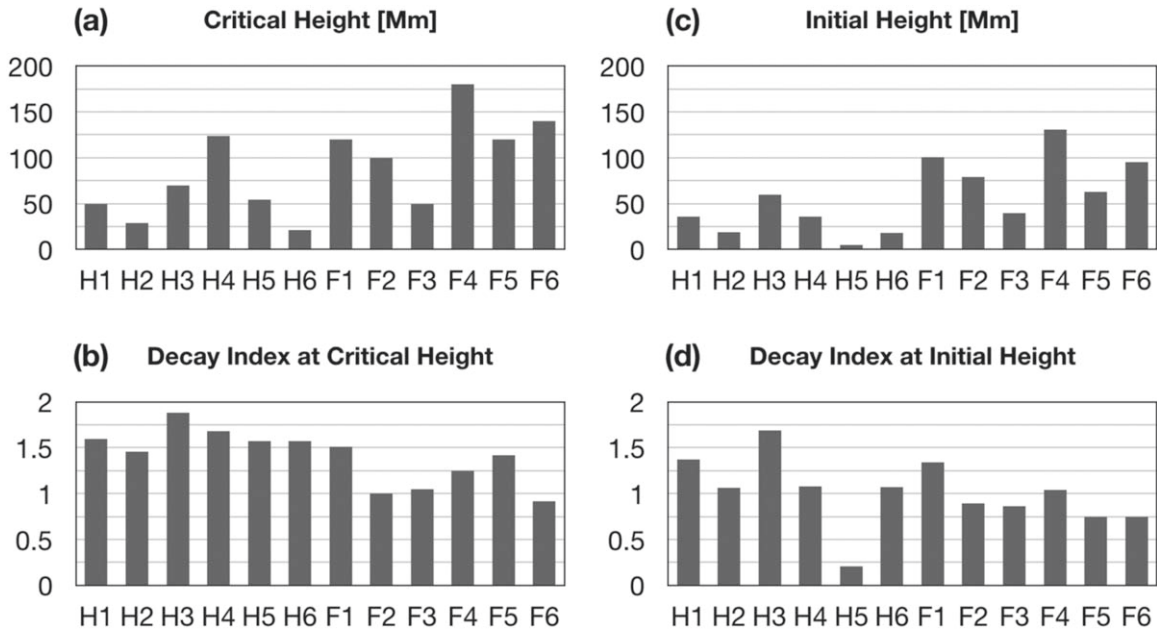 (a) Critical Height [Mm]
200
150
100
50
0
H1 H2 H3 H4 H5 H6 F1 F2 F3 F4 F5 F6
(c) Initial Height [Mm]
200
150
100
50
0
H1 H2 H3 H4 H5 H6 F1 F2 F3 F4 F5 F6
(b) Decay Index at Critical Height
2
1.5
1
0.5
0
H1 H2 H3 H4 H5 H6 F1 F2 F3 F4 F5 F6
(d) Decay Index at Initial Height
2
1.5
1
0.5
0
H1 H2 H3 H4 H5 H6 F1 F2 F3 F4 F5 F6